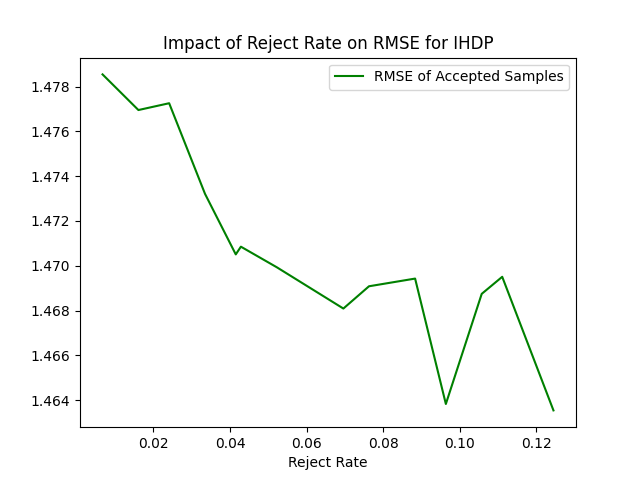 Impact of Reject Rate on RMSE for IHDP
RMSE of Accepted Samples
1.478
1.476
1.474
1.472
1.470
1.468
1.466
1.464
0.02 0.04 0.06 0.08 0.10 0.12
Reject Rate